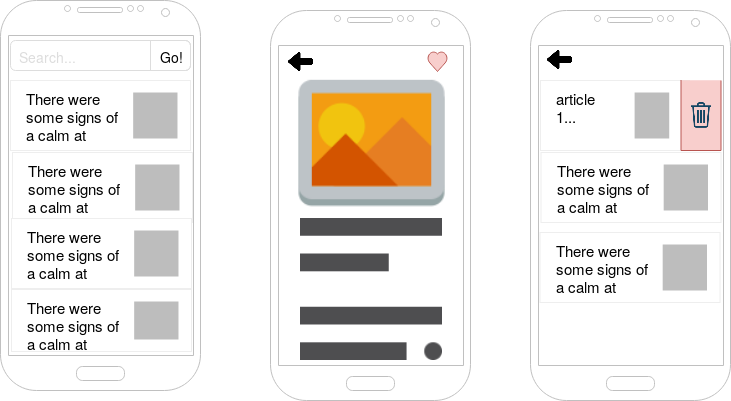 Search... Go!
There were
some signs of
a calm at
There were
some signs of
a calm at
There were
some signs of
a calm at
There were
some signs of
a calm at
article
1...
There were
some signs of
a calm at
There were
some signs of
a calm at